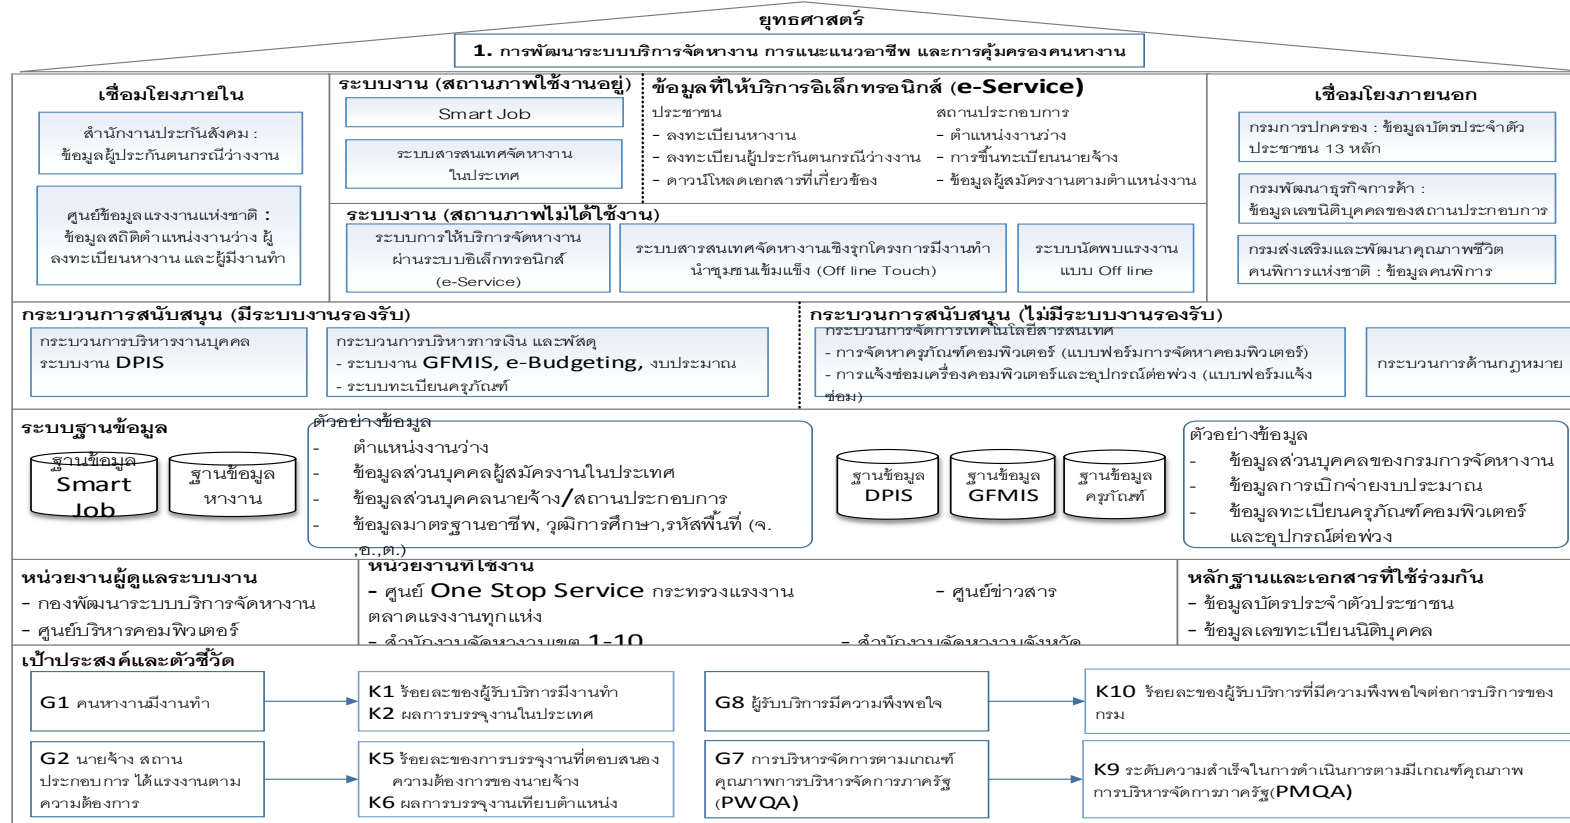 ยุทธศาสตร์
1. การพัฒนาระบบบริการจัดหางาน การแนะแนวอาชีพ และการคุ้มครองคนหางาน
เชื่อมโยงภายใน
สำนักงานประกันสังคม :
ข้อมูลผู้ประกันตนกรณีว่างงาน
ศูนย์ข้อมูลแรงงานแห่งชาติ :
ข้อมูลสถิติตำแหน่งงานว่าง ผู้
ลงทะเบียนหางาน และผู้มีงานทำ
ระบบงาน (สถานภาพใช้งานอยู่)
Smart Job
ระบบสารสนเทศจัดหางาน
ในประเทศ
ข้อมูลที่ให้บริการอิเล็กทรอนิกส์ (e-Service)
ประชาชน
- ลงทะเบียนหางาน
- ลงทะเบียนผู้ประกันตนกรณีว่างงาน
- ดาวน์โหลดเอกสารที่เกี่ยวข้อง
สถานประกอบการ
- ตำแหน่งงานว่าง
- การขึ้นทะเบียนนายจ้าง
- ข้อมูลผู้สมัครงานตามตำแหน่งงาน
ระบบงาน (สถานภาพไม่ได้ใช้งาน)
ระบบการให้บริการจัดหางาน
ผ่านระบบอิเล็กทรอนิกส์
(e-Service)
ระบบสารสนเทศจัดหางานเชิงรุกโครงการมีงานทำ
นำชุมชนเข้มแข็ง (Off line Touch)
ระบบนัดพบแรงงาน
แบบ Off line
เชื่อมโยงภายนอก
กรมการปกครอง : ข้อมูลบัตรประจำตัว
ประชาชน 13 หลัก
กรมพัฒนาธุรกิจการค้า :
ข้อมูลเลขนิติบุคคลของสถานประกอบการ
กรมส่งเสริมและพัฒนาคุณภาพชีวิต
คนพิการแห่งชาติ : ข้อมูลคนพิการ
กระบวนการสนับสนุน (มีระบบงานรองรับ)
กระบวนการบริหารงานบุคคล
ระบบงาน DPIS
กระบวนการบริหารการเงิน และพัสดุ
- ระบบงาน GFMIS, e-Budgeting, งบประมาณ
- ระบบทะเบียนครุภัณฑ์
กระบวนการสนับสนุน (ไม่มีระบบงานรองรับ)
กระบวนการจัดการเทคโนโลยีสารสนเทศ
- การจัดหาครุภัณฑ์คอมพิวเตอร์ (แบบฟอร์มการจัดหาคอมพิวเตอร์)
- การแจ้งซ่อมเครื่องคอมพิวเตอร์และอุปกรณ์ต่อพ่วง (แบบฟอร์มแจ้ง
ซ่อม)
กระบวนการด้านกฎหมาย
ระบบฐานข้อมูล
ฐานข้อมูล
Smart
Job
ฐานข้อมูล
หางาน
ตัวอย่างข้อมูล
- ตำแหน่งงานว่าง
- ข้อมูลส่วนบุคคลผู้สมัครงานในประเทศ
- ข้อมูลส่วนบุคคลนายจ้าง/สถานประกอบการ
- ข้อมูลมาตรฐานอาชีพ, วุฒิการศึกษา,รหัสพื้นที่ (จ.
,อ.,ต.)
ฐานข้อมูล
DPIS
ฐานข้อมูล
GFMIS
ฐานข้อมูล
ครุภัณฑ์
ตัวอย่างข้อมูล
- ข้อมูลส่วนบุคคลของกรมการจัดหางาน
- ข้อมูลการเบิกจ่ายงบประมาณ
- ข้อมูลทะเบียนครุภัณฑ์คอมพิวเตอร์
และอุปกรณ์ต่อพ่วง
หน่วยงานผู้ดูแลระบบงาน
- กองพัฒนาระบบบริการจัดหางาน
- ศูนย์บริหารคอมพิวเตอร์
หน่วยงานที่ใช้งาน
- ศูนย์ One Stop Service กระทรวงแรงงาน - ศูนย์ข่าวสาร
ตลาดแรงงานทุกแห่ง
- สำนักงานจัดหางานเขต 1-10 - สำนักงานจัดหางานจังหวัด
หลักฐานและเอกสารที่ใช้ร่วมกัน
- ข้อมูลบัตรประจำตัวประชาชน
- ข้อมูลเลขทะเบียนนิติบุคคล
เป้าประสงค์และตัวชี้วัด
G1 คนหางานมีงานทำ
K1 ร้อยละของผู้รับบริการมีงานทำ
K2 ผลการบรรจุงานในประเทศ
G8 ผู้รับบริการมีความพึงพอใจ
K10 ร้อยละของผู้รับบริการที่มีความพึงพอใจต่อการบริการของ
กรม
G2 นายจ้าง สถาน
ประกอบการ ได้แรงงานตาม
ความต้องการ
K5 ร้อยละของการบรรจุงานที่ตอบสนอง
ความต้องการของนายจ้าง
K6 ผลการบรรจุงานเทียบตำแหน่ง
G7 การบริหารจัดการตามเกณฑ์
คุณภาพการบริหารจัดการภาครัฐ
(PWQA)
K9 ระดับความสำเร็จในการดำเนินการตามมีเกณฑ์คุณภาพ
การบริหารจัดการภาครัฐ(PMQA)